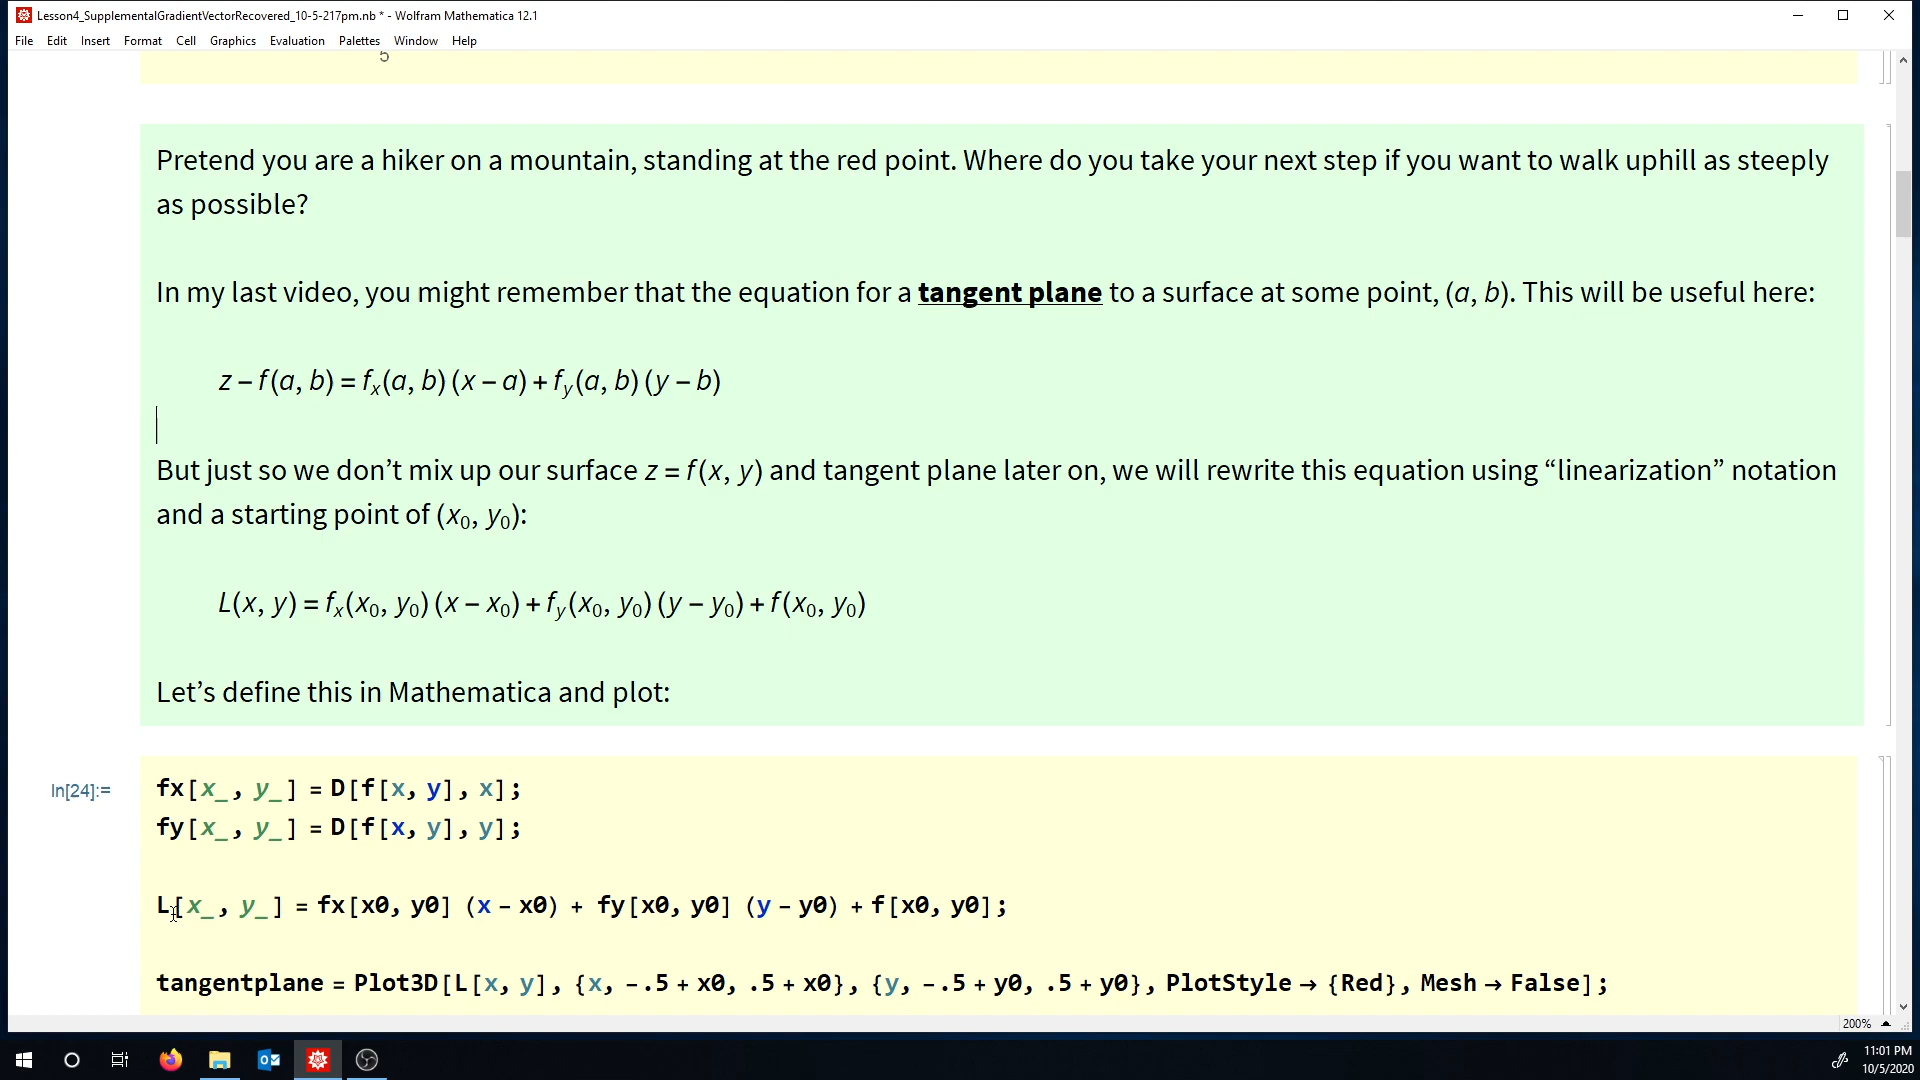 Lesson4_SupplementalGradientVectorRecovered_10-5-217pm.nb * - Wolfram Mathematica 12.1
File Edit Insert Format Cell Graphics Evaluation Palettes Window Help
5
Pretend you are a hiker on a mountain, standing at the red point. Where do you take your next step if you want to walk uphill as steeply
as possible?
In my last video, you might remember that the equation for a tangent plane to a surface at some point, (a, b). This will be useful here:
z – f (a, b) = fₓ(a, b) (x – a) + f_y(a, b) (y – b)
But just so we don’t mix up our surface z = f (x, y) and tangent plane later on, we will rewrite this equation using “linearization” notation
and a starting point of (x₀, y₀):
L(x, y) = fₓ(x₀, y₀) (x – x₀) + f_y(x₀, y₀) (y – y₀) + f (x₀, y₀)
Let’s define this in Mathematica and plot:
In[24]:= fx[x_, y_] = D[f[x, y], x];
fy[x_, y_] = D[f[x, y], y];
L[x_, y_] = fx[x0, y0] (x – x0) + fy[x0, y0] (y – y0) + f[x0, y0];
tangentplane = Plot3D[L[x, y], {x, –.5 + x0, .5 + x0}, {y, –.5 + y0, .5 + y0}, PlotStyle → {Red}, Mesh → False];
200%
11:01 PM
10/5/2020